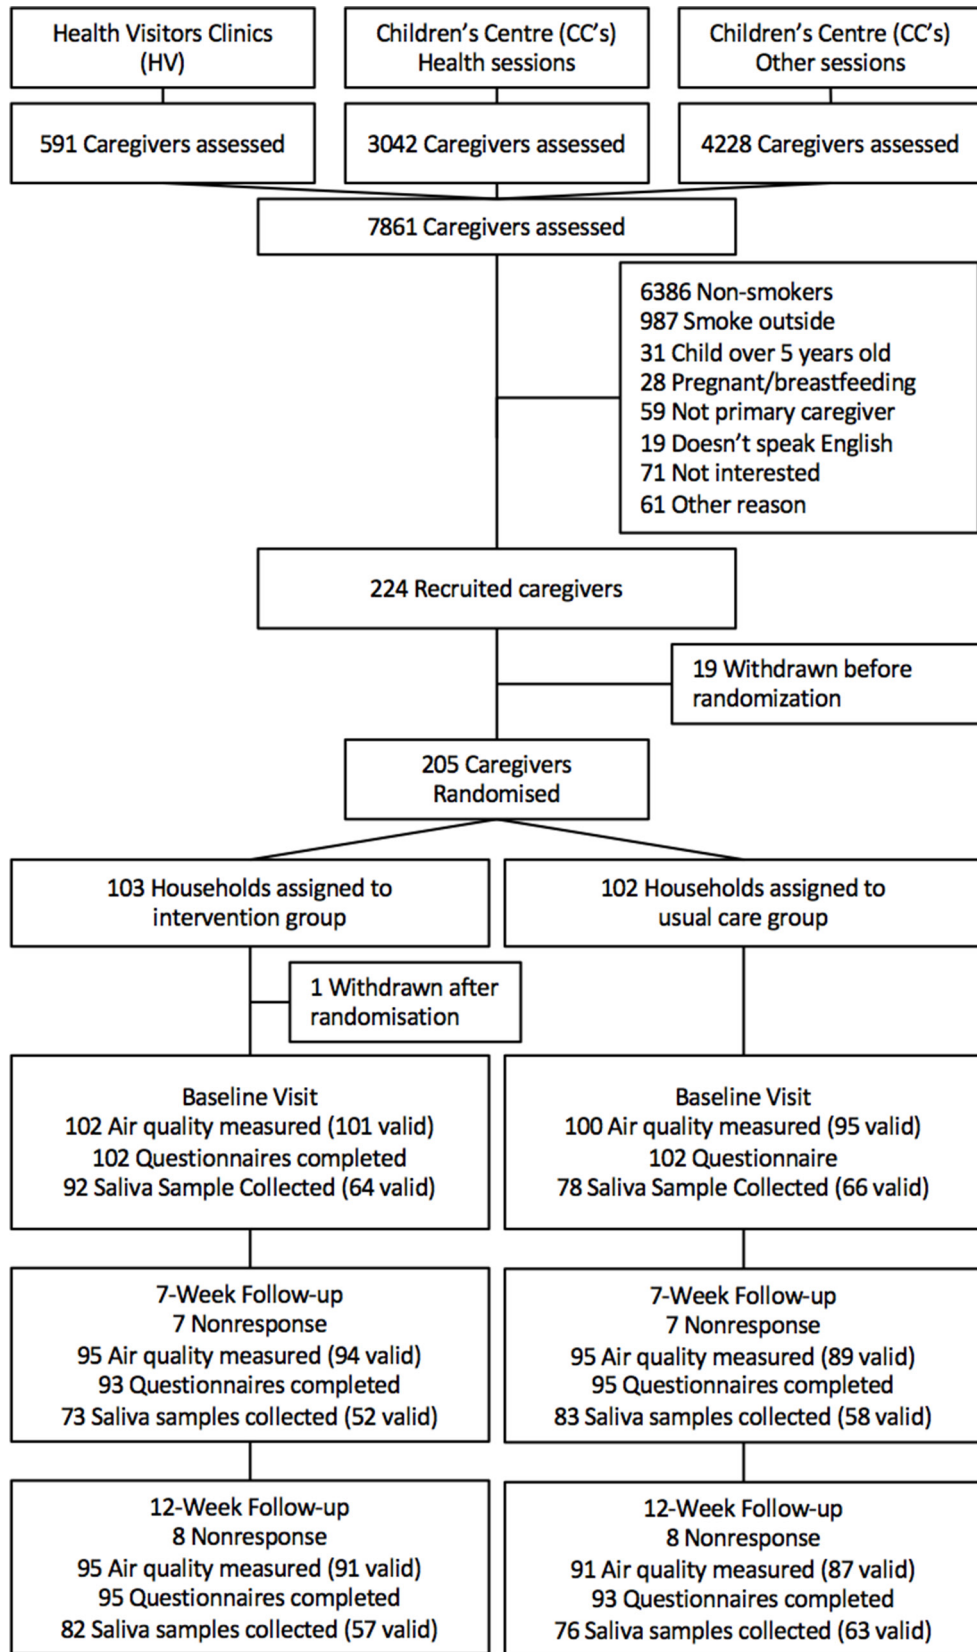 Health Visitors Clinics
(HV)
Children’s Centre (CC’s)
Health sessions
Children’s Centre (CC’s)
Other sessions
591 Caregivers assessed
3042 Caregivers assessed
4228 Caregivers assessed
7861 Caregivers assessed
6386 Non-smokers
987 Smoke outside
31 Child over 5 years old
28 Pregnant/breastfeeding
59 Not primary caregiver
19 Doesn’t speak English
71 Not interested
61 Other reason
224 Recruited caregivers
19 Withdrawn before
randomization
205 Caregivers
Randomised
103 Households assigned to
intervention group
102 Households assigned to
usual care group
1 Withdrawn after
randomisation
Baseline Visit
102 Air quality measured (101 valid)
102 Questionnaires completed
92 Saliva Sample Collected (64 valid)
Baseline Visit
100 Air quality measured (95 valid)
102 Questionnaire
78 Saliva Sample Collected (66 valid)
7-Week Follow-up
7 Nonresponse
95 Air quality measured (94 valid)
93 Questionnaires completed
73 Saliva samples collected (52 valid)
7-Week Follow-up
7 Nonresponse
95 Air quality measured (89 valid)
95 Questionnaires completed
83 Saliva samples collected (58 valid)
12-Week Follow-up
8 Nonresponse
95 Air quality measured (91 valid)
95 Questionnaires completed
82 Saliva samples collected (57 valid)
12-Week Follow-up
8 Nonresponse
91 Air quality measured (87 valid)
93 Questionnaires completed
76 Saliva samples collected (63 valid)